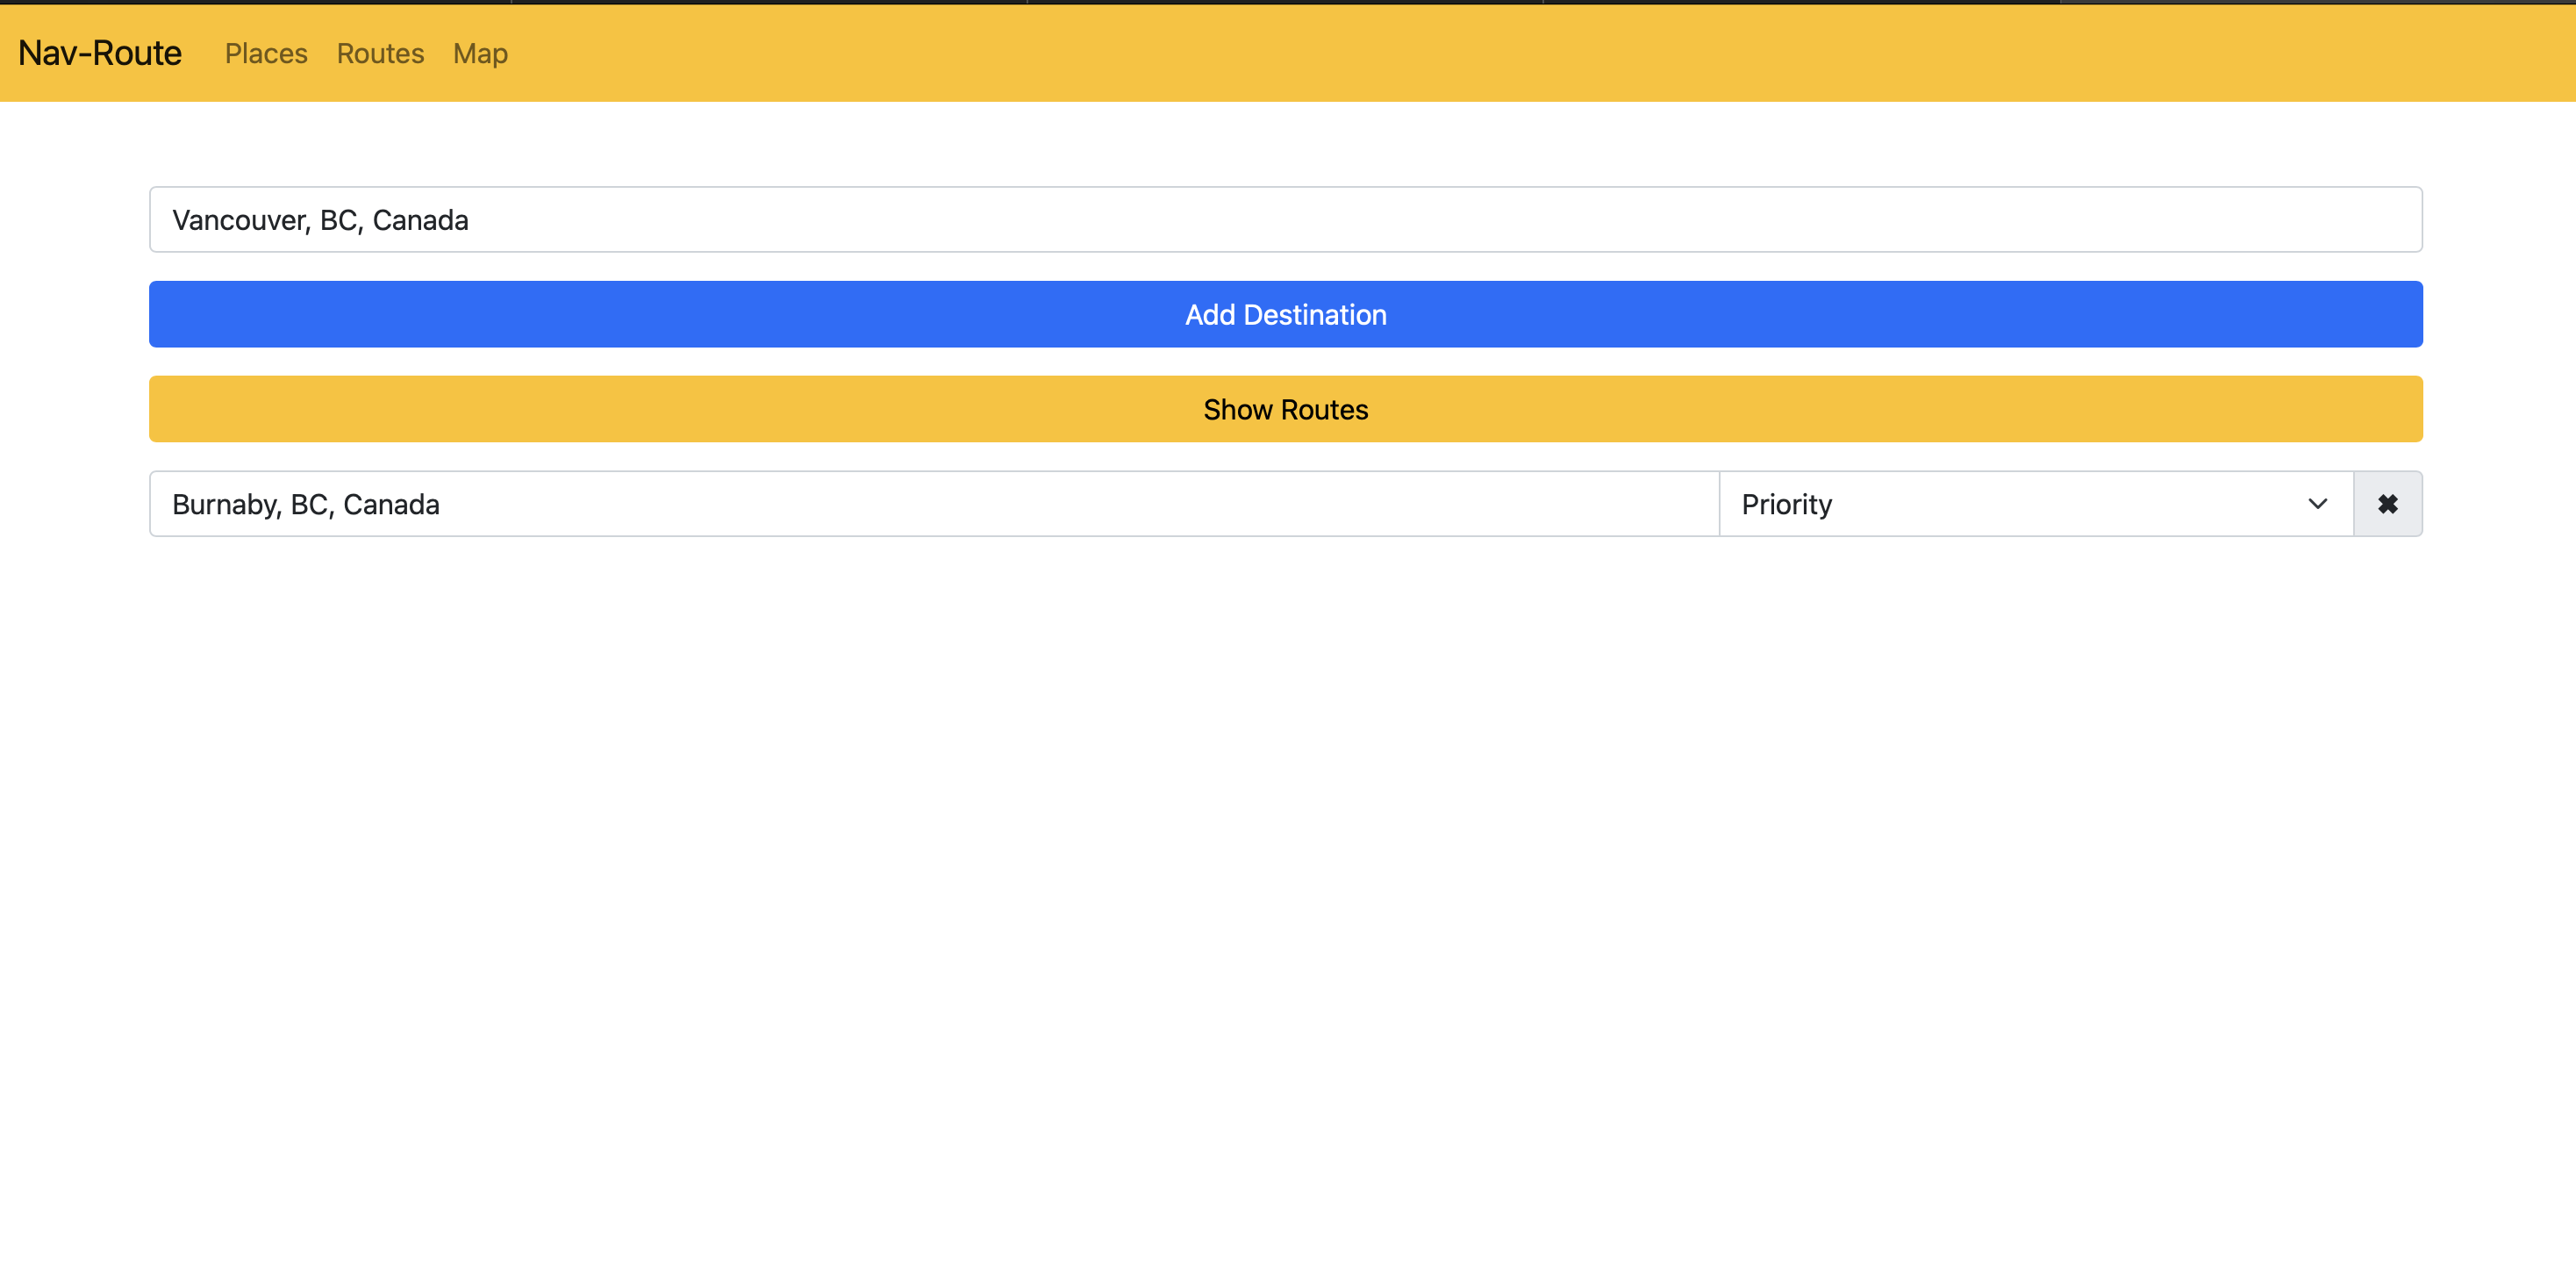 Nav-Route Places Routes Map
Vancouver, BC, Canada
Add Destination
Show Routes
Burnaby, BC, Canada Priority ✖